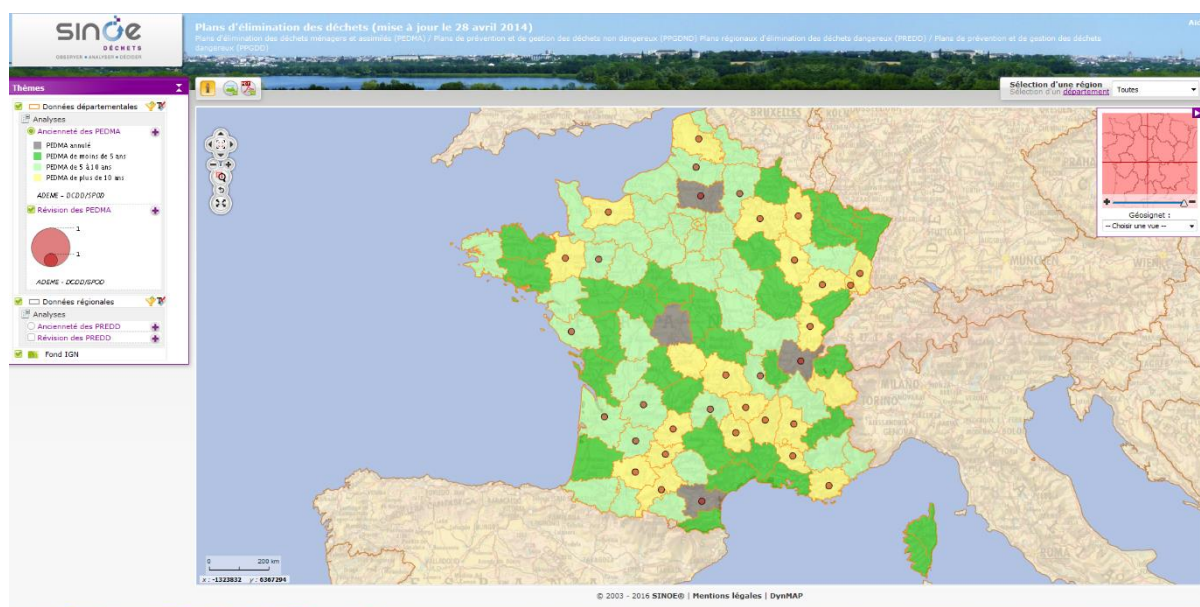 SINOE
DÉCHETS
OBSERVER • ANALYSER • DÉCIDER
Plans d'élimination des déchets (mise à jour le 28 avril 2014)
Plans d'élimination des déchets ménagers et assimilés (PEDMA) / Plans de prévention et de gestion des déchets non dangereux (PPGDND) Plans régionaux d'élimination des déchets dangereux (PREDD) / Plans de prévention et de gestion des déchets
dangereux (PPGDD)
Thèmes
Données départementales
Analyses
Ancienneté des PEDMA
PEDMA annulé
PEDMA de moins de 5 ans
PEDMA de 5 à 10 ans
PEDMA de plus de 10 ans
ADEME - DCDD/SPOD
Révision des PEDMA
1
1
ADEME - DCDD/SPOD
Données régionales
Analyses
Ancienneté des PREDD
Révision des PREDD
Fond IGN
Sélection d'une région
Sélection d'un département
Toutes
Géosignet :
-- Choisir une vue --
BRUXELLES
KÖLN
PRAHA
MÜNCHEN
WIEN
MILANO
TORINO
ROMA
0 200 km
x : -1323832 y : 6367294
© 2003 - 2016 SINOE® | Mentions légales | DynMAP